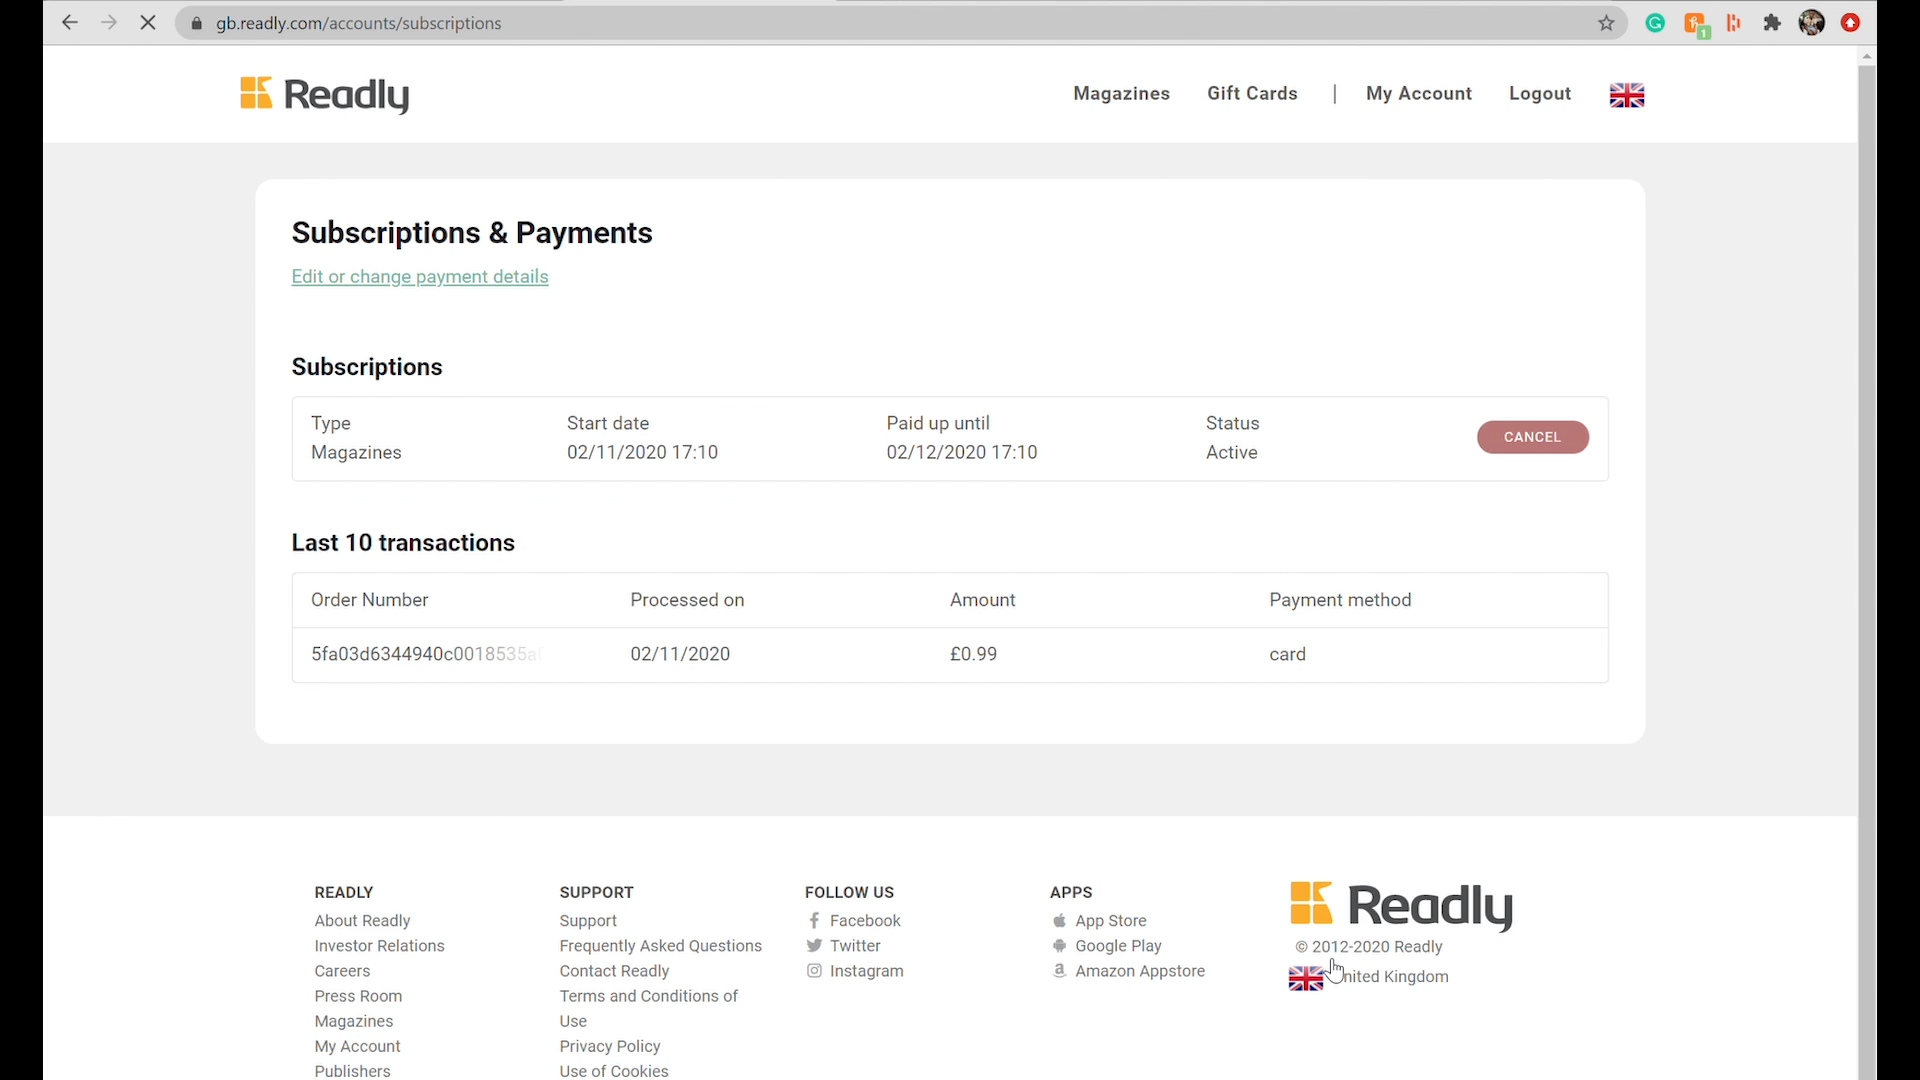 gb.readly.com/accounts/subscriptions
1
Readly
Magazines Gift Cards | My Account Logout
Subscriptions & Payments
Edit or change payment details
Subscriptions
Type Start date Paid up until Status
Magazines 02/11/2020 17:10 02/12/2020 17:10 Active
CANCEL
Last 10 transactions
Order Number Processed on Amount Payment method
5fa03d6344940c0018535a 02/11/2020 £0.99 card
READLY
About Readly
Investor Relations
Careers
Press Room
Magazines
My Account
Publishers
SUPPORT
Support
Frequently Asked Questions
Contact Readly
Terms and Conditions of
Use
Privacy Policy
Use of Cookies
FOLLOW US
Facebook
Twitter
Instagram
APPS
App Store
Google Play
Amazon Appstore
Readly
© 2012-2020 Readly
United Kingdom